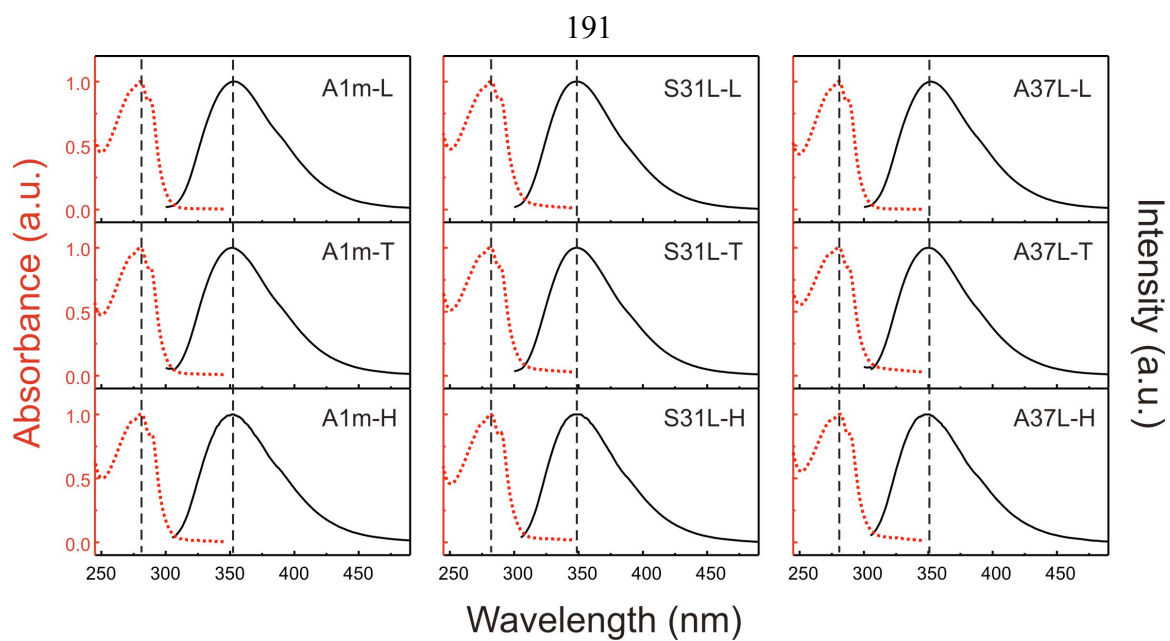 191
A1m-L S31L-L A37L-L
1.0
0.5
0.0
A1m-T S31L-T A37L-T
1.0
0.5
0.0
A1m-H S31L-H A37L-H
1.0
0.5
0.0
250 300 350 400 450 250 300 350 400 450 250 300 350 400 450
Absorbance (a.u.)
Intensity (a.u.)
Wavelength (nm)